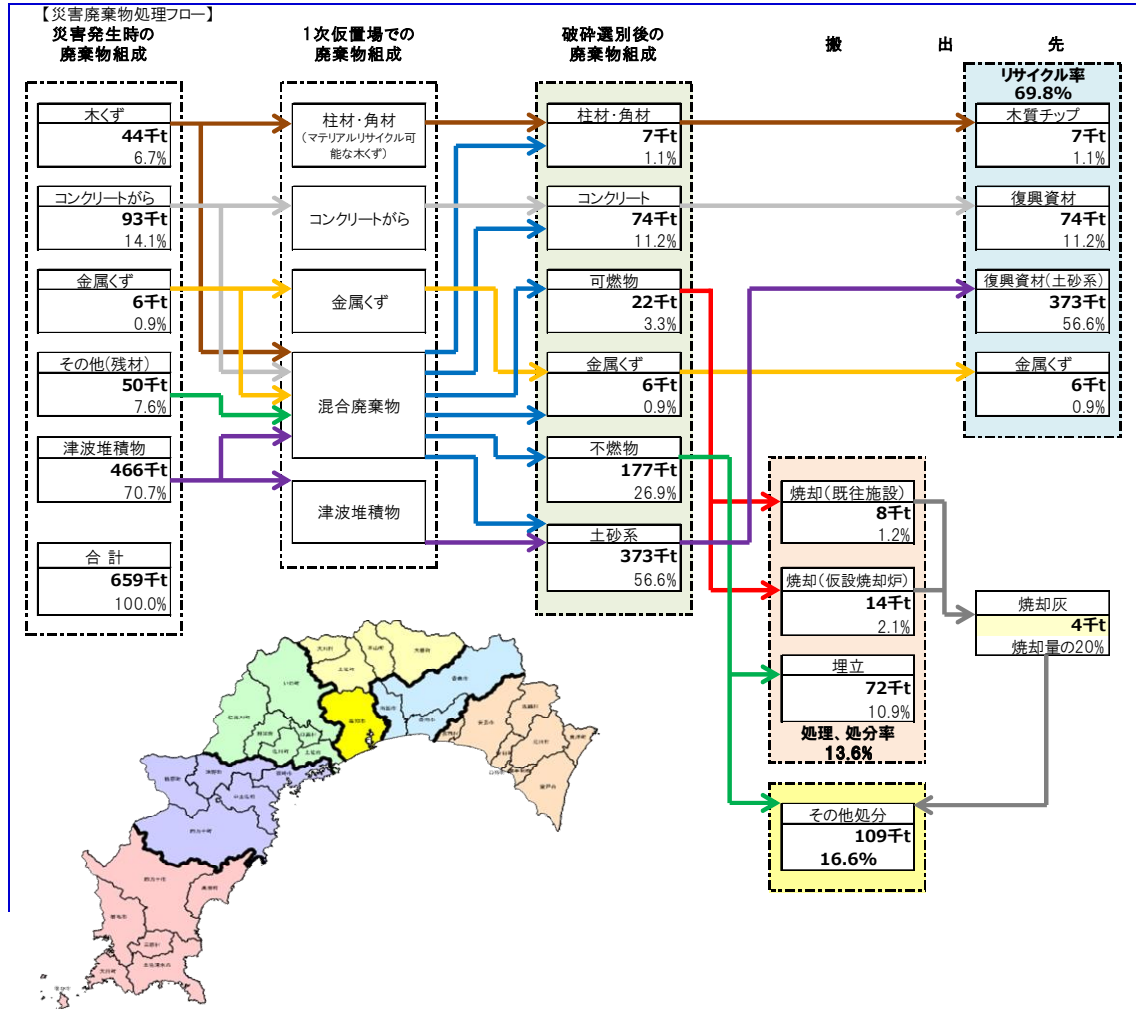 【災害廃棄物処理フロー】
災害発生時の
廃棄物組成
1次仮置場での
廃棄物組成
破砕選別後の
廃棄物組成
搬 出 先
木くず
44千t
6.7%
コンクリートがら
93千t
14.1%
金属くず
6千t
0.9%
その他(残材)
50千t
7.6%
津波堆積物
466千t
70.7%
合 計
659千t
100.0%
柱材・角材
(マテリアルリサイクル可
能な木くず)
コンクリートがら
金属くず
混合廃棄物
津波堆積物
柱材・角材
7千t
1.1%
コンクリート
74千t
11.2%
可燃物
22千t
3.3%
金属くず
6千t
0.9%
不燃物
177千t
26.9%
土砂系
373千t
56.6%
リサイクル率
69.8%
木質チップ
7千t
1.1%
復興資材
74千t
11.2%
復興資材(土砂系)
373千t
56.6%
金属くず
6千t
0.9%
焼却(既往施設)
8千t
1.2%
焼却(仮設焼却炉)
14千t
2.1%
埋立
72千t
10.9%
処理、処分率
13.6%
焼却灰
4千t
焼却量の20%
その他処分
109千t
16.6%